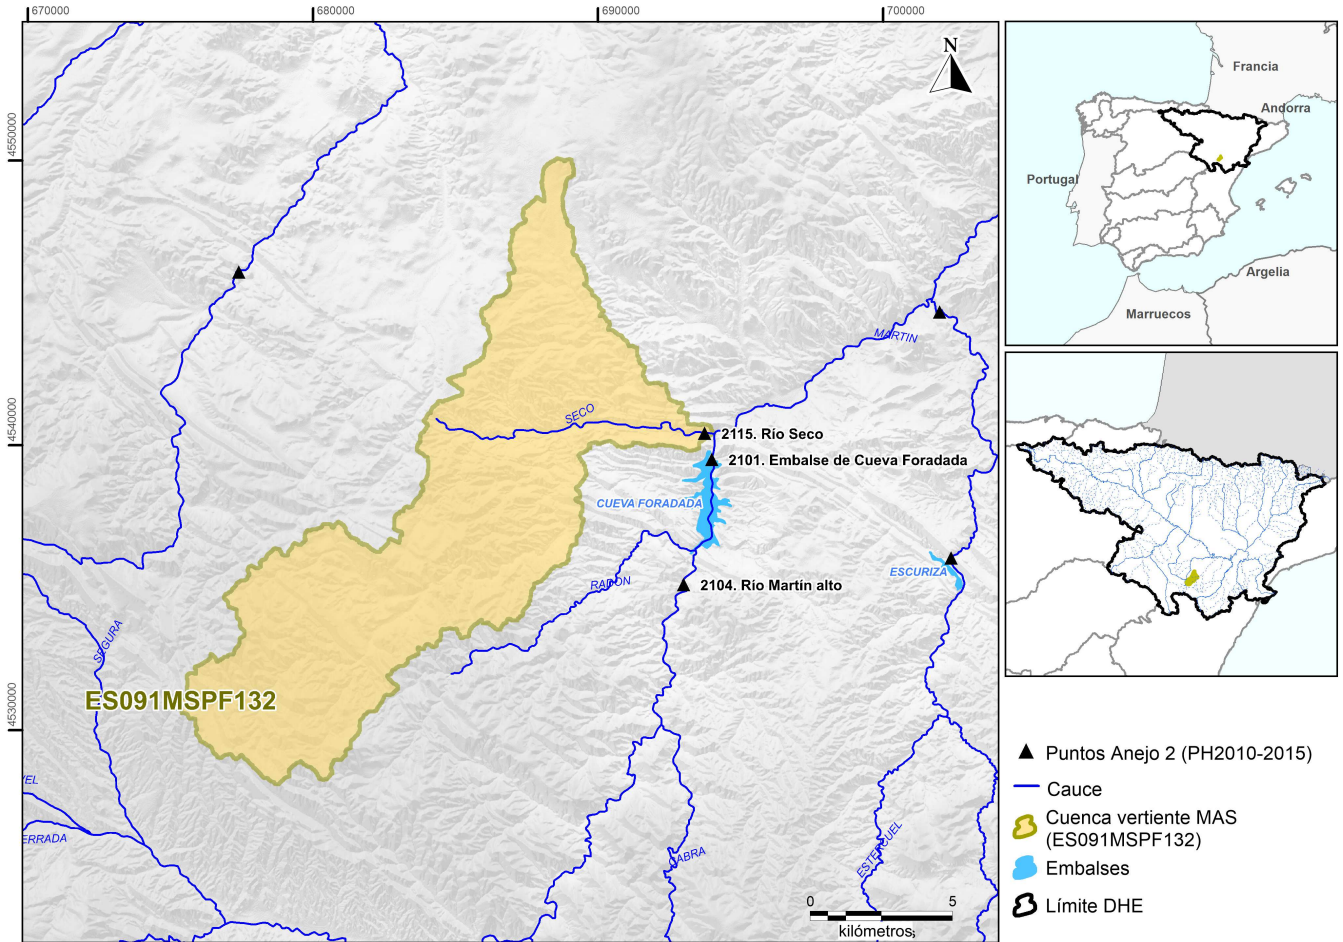 670000
680000
690000
700000
4550000
4540000
4530000
N
MARTIN
SECO
2115. Río Seco
2101. Embalse de Cueva Foradada
CUEVA FORADADA
RADON
2104. Río Martín alto
ESCURIZA
SEGURA
ES091MSPF132
VEL
ERRADA
CABRA
ESTERCUEL
0
5
kilómetros
Francia
Andorra
Portugal
Argelia
Marruecos
Puntos Anejo 2 (PH2010-2015)
Cauce
Cuenca vertiente MAS
(ES091MSPF132)
Embalses
Límite DHE